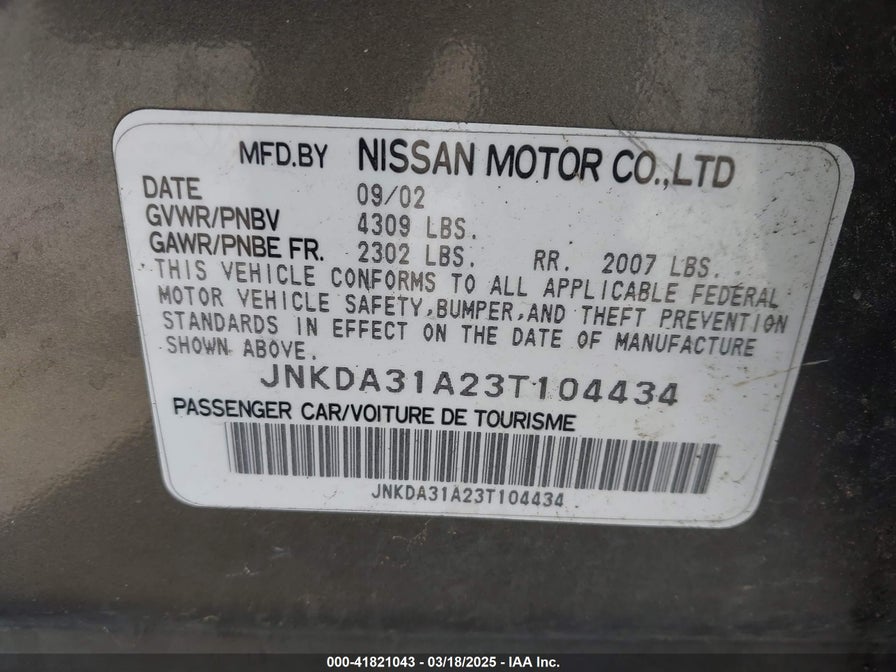 MFD.BY NISSAN MOTOR CO.,LTD
DATE 09/02
GVWR/PNBV 4309 LBS.
GAWR/PNBE FR. 2302 LBS. RR. 2007 LBS.
THIS VEHICLE CONFORMS TO ALL APPLICABLE FEDERAL
MOTOR VEHICLE SAFETY,BUMPER,AND THEFT PREVENTION
STANDARDS IN EFFECT ON THE DATE OF MANUFACTURE
SHOWN ABOVE.
JNKDA31A23T104434
PASSENGER CAR/VOITURE DE TOURISME
JNKDA31A23T104434
000-41821043 - 03/18/2025 - IAA Inc.